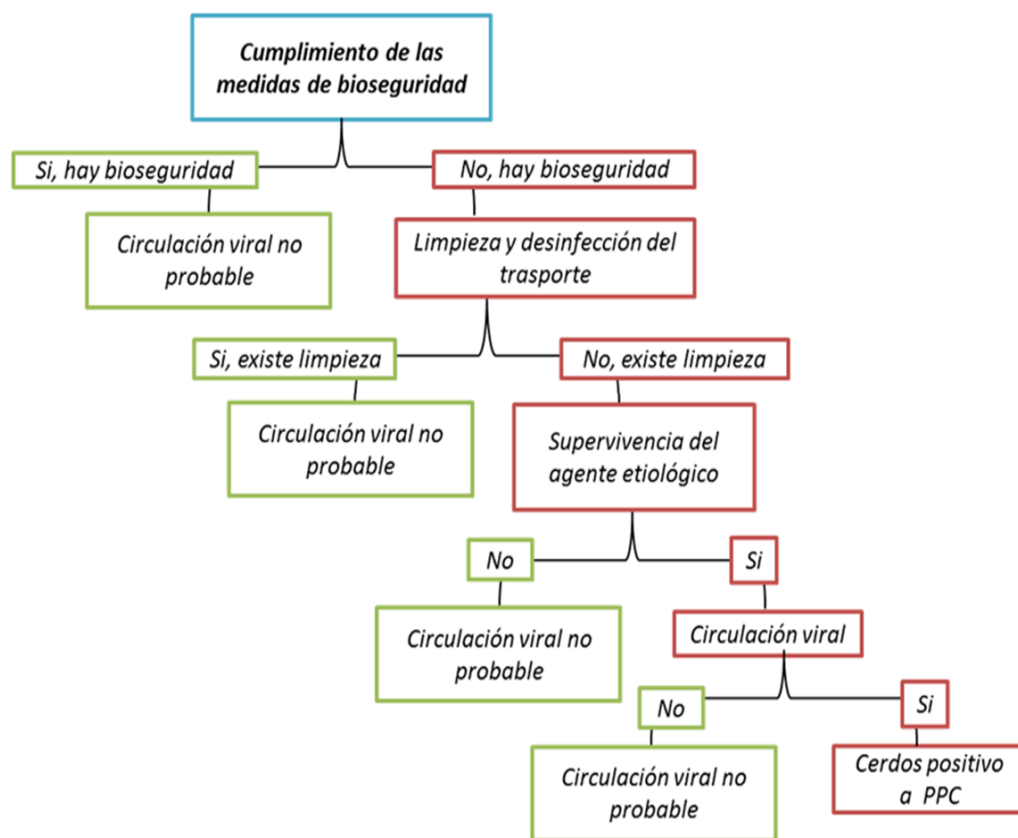 Cumplimiento de las
medidas de bioseguridad
Si, hay bioseguridad
No, hay bioseguridad
Circulación viral no
probable
Limpieza y desinfección del
trasporte
Si, existe limpieza
No, existe limpieza
Circulación viral no
probable
Supervivencia del
agente etiológico
No
Si
Circulación viral no
probable
Circulación viral
No
Si
Circulación viral no
probable
Cerdos positivo
a PPC